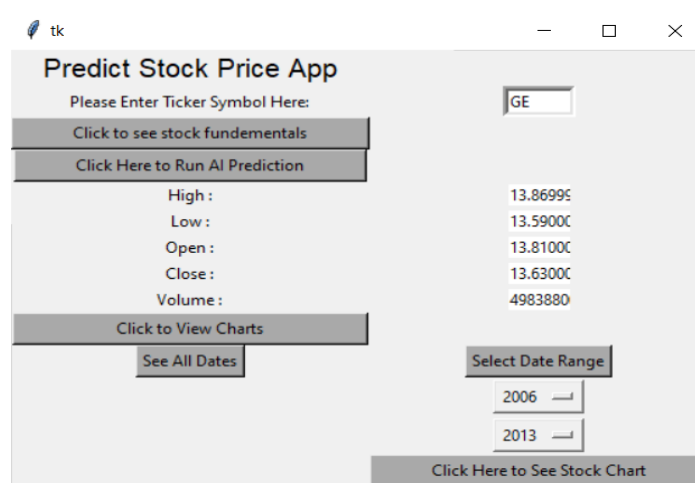 tk
Predict Stock Price App
Please Enter Ticker Symbol Here: GE
Click to see stock fundementals
Click Here to Run AI Prediction
High : 13.86999
Low : 13.59000
Open : 13.81000
Close : 13.63000
Volume : 49838800
Click to View Charts
See All Dates Select Date Range
2006
2013
Click Here to See Stock Chart